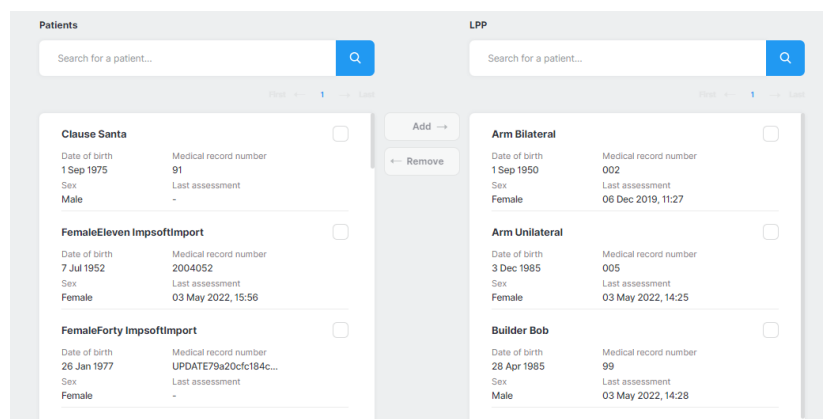 Patients
Search for a patient...
First ← 1 → Last
Clause Santa
Date of birth Medical record number
1 Sep 1975 91
Sex Last assessment
Male -
FemaleEleven ImpsoftImport
Date of birth Medical record number
7 Jul 1952 2004052
Sex Last assessment
Female 03 May 2022, 15:56
FemaleForty ImpsoftImport
Date of birth Medical record number
26 Jan 1977 UPDATE79a20cfc184c...
Sex Last assessment
Female -
Add →
← Remove
LPP
Search for a patient...
First ← 1 → Last
Arm Bilateral
Date of birth Medical record number
1 Sep 1950 002
Sex Last assessment
Female 06 Dec 2019, 11:27
Arm Unilateral
Date of birth Medical record number
3 Dec 1985 005
Sex Last assessment
Female 03 May 2022, 14:25
Builder Bob
Date of birth Medical record number
28 Apr 1985 99
Sex Last assessment
Male 03 May 2022, 14:28